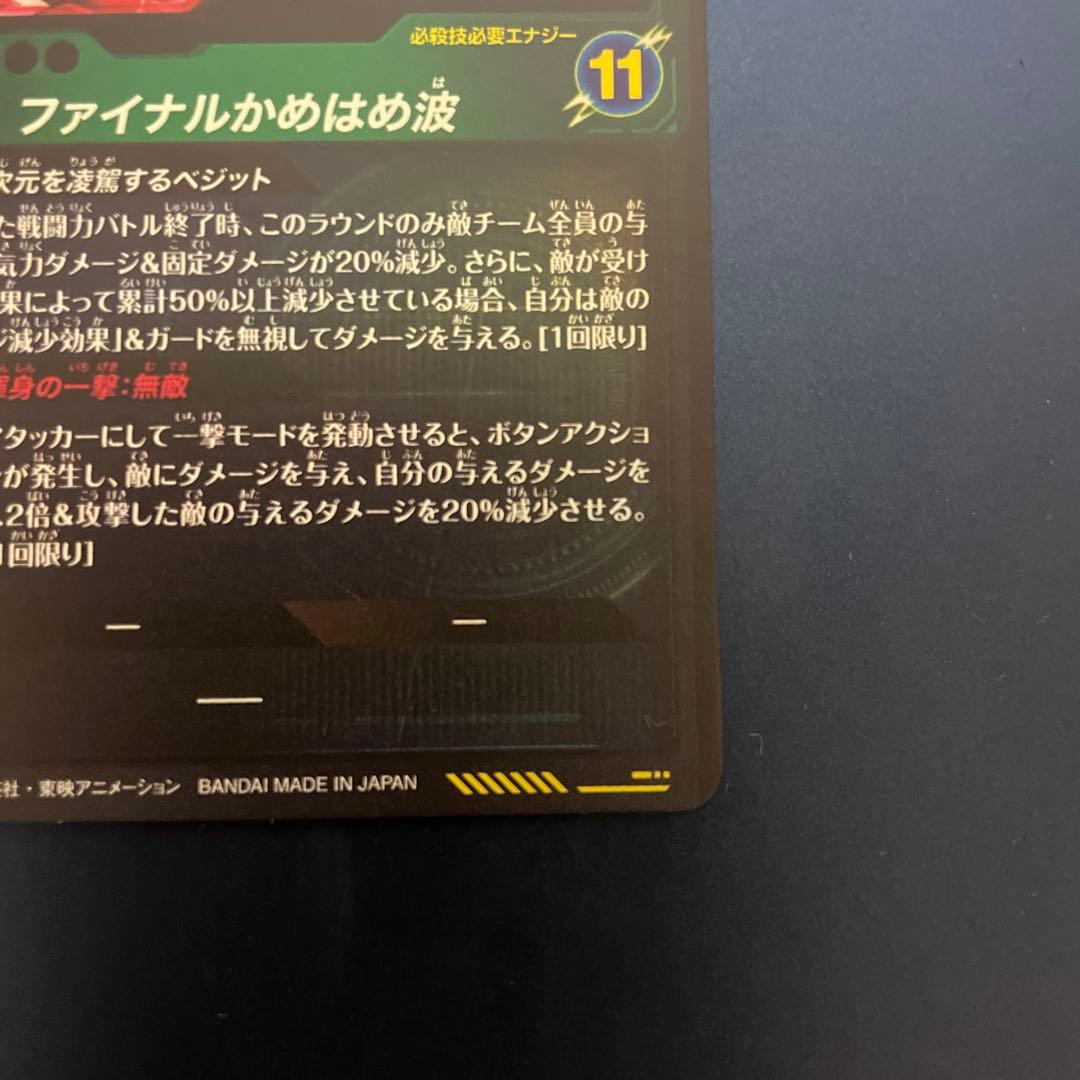 必殺技必要エナジー
11
ファイナルかめはめ波
次元を凌駕するベジット
た戦闘力バトル終了時、このラウンドのみ敵チーム全員の与
気力ダメージ&固定ダメージが20%減少。さらに、敵が受け
果によって累計50%以上減少させている場合、自分は敵の
ジ減少効果」&ガードを無視してダメージを与える。[1回限り]
渾身の一撃:無敵
アタッカーにして一撃モードを発動させると、ボタンアクショ
が発生し、敵にダメージを与え、自分の与えるダメージを
.2倍&攻撃した敵の与えるダメージを20%減少させる。
1回限り]
社・東映アニメーション BANDAI MADE IN JAPAN